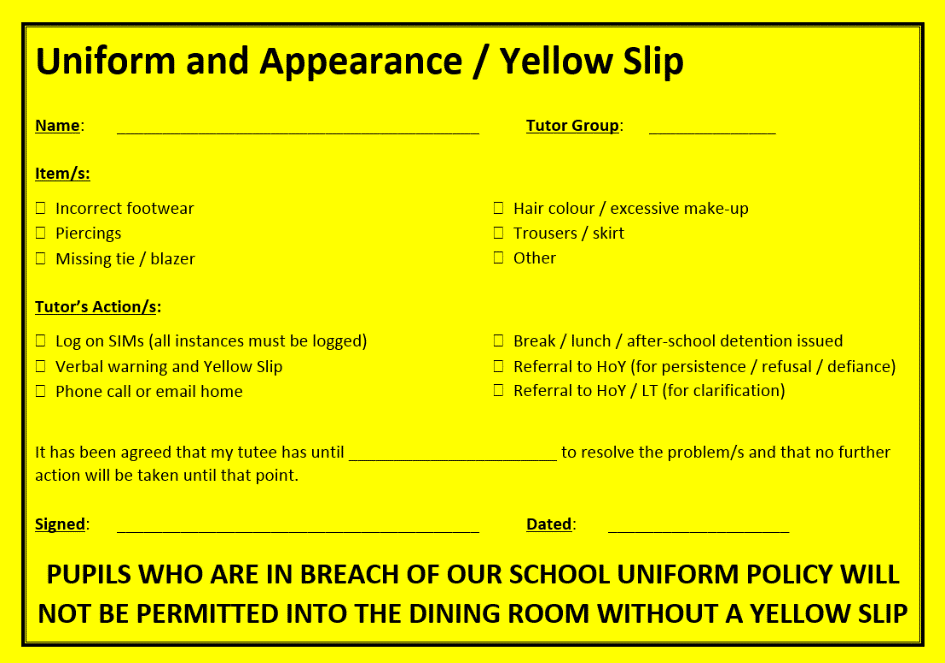 Uniform and Appearance / Yellow Slip
Name: ________________________________________ Tutor Group: ______________
Item/s:
☐ Incorrect footwear ☐ Hair colour / excessive make-up
☐ Piercings ☐ Trousers / skirt
☐ Missing tie / blazer ☐ Other
Tutor’s Action/s:
☐ Log on SIMs (all instances must be logged) ☐ Break / lunch / after-school detention issued
☐ Verbal warning and Yellow Slip ☐ Referral to HoY (for persistence / refusal / defiance)
☐ Phone call or email home ☐ Referral to HoY / LT (for clarification)
It has been agreed that my tutee has until _______________________ to resolve the problem/s and that no further
action will be taken until that point.
Signed: ________________________________________ Dated: ____________________
PUPILS WHO ARE IN BREACH OF OUR SCHOOL UNIFORM POLICY WILL
NOT BE PERMITTED INTO THE DINING ROOM WITHOUT A YELLOW SLIP